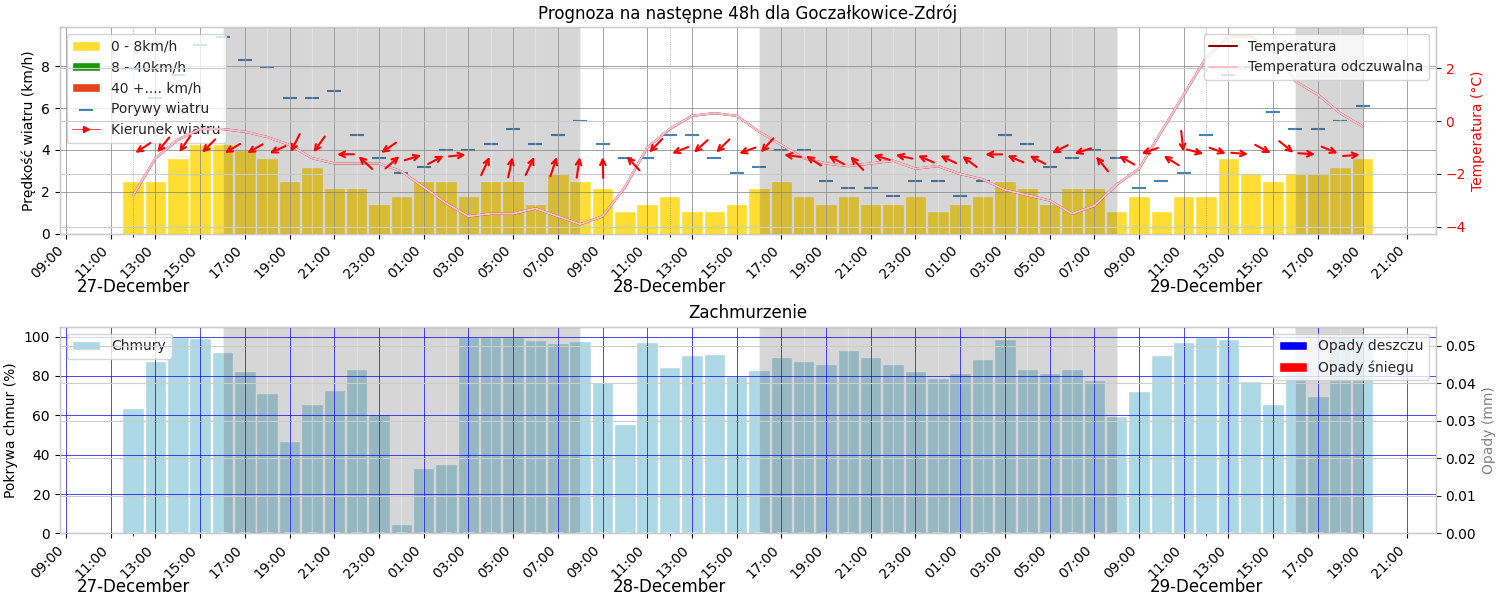 Prognoza na następne 48h dla Goczałkowice-Zdrój
Prędkość wiatru (km/h)
8
6
4
2
0
0 - 8km/h
8 - 40km/h
40 +.... km/h
Porywy wiatru
Kierunek wiatru
Temperatura
Temperatura odczuwalna
2
0
−2
−4
Temperatura (°C)
09:00 11:00 13:00 15:00 17:00 19:00 21:00 23:00 01:00 03:00 05:00 07:00 09:00 11:00 13:00 15:00 17:00 19:00 21:00 23:00 01:00 03:00 05:00 07:00 09:00 11:00 13:00 15:00 17:00 19:00 21:00
27-December 28-December 29-December
Zachmurzenie
Pokrywa chmur (%)
100
80
60
40
20
0
Chmury
Opady deszczu
Opady śniegu
0.05
0.04
0.03
0.02
0.01
0.00
Opady (mm)
09:00 11:00 13:00 15:00 17:00 19:00 21:00 23:00 01:00 03:00 05:00 07:00 09:00 11:00 13:00 15:00 17:00 19:00 21:00 23:00 01:00 03:00 05:00 07:00 09:00 11:00 13:00 15:00 17:00 19:00 21:00
27-December 28-December 29-December